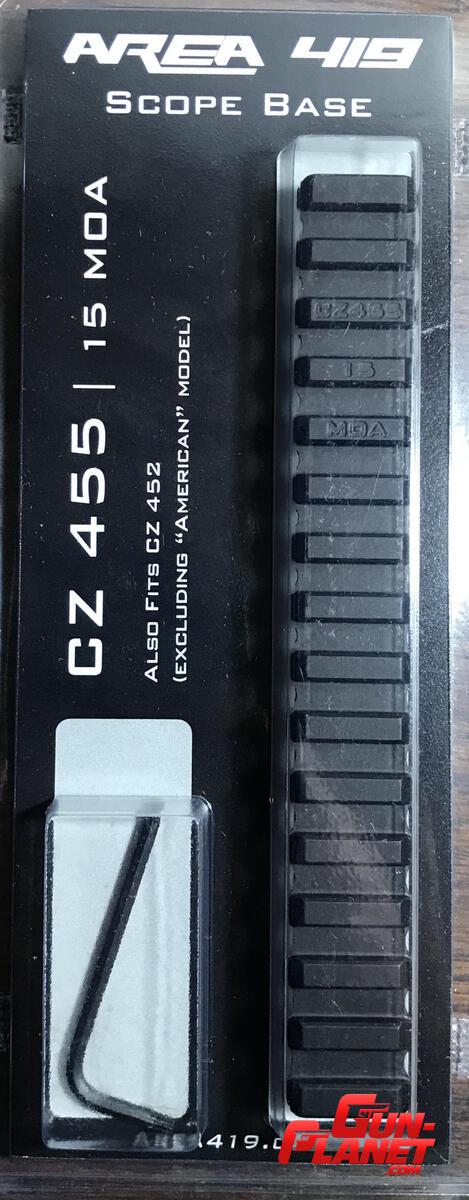 AREA 419
SCOPE BASE
CZ 455 | 15 MOA
ALSO FITS CZ 452
(EXCLUDING "AMERICAN" MODEL)
CZ455
15
MOA
GUN-
PLANET
.COM